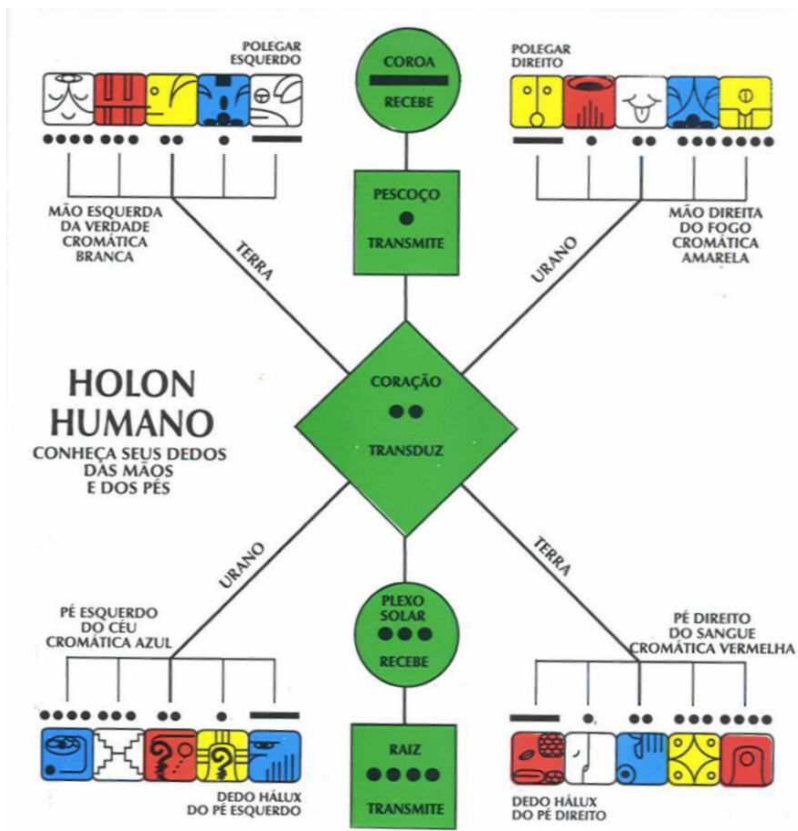 POLEGAR
ESQUERDO
COROA
RECEBE
POLEGAR
DIREITO
MÃO ESQUERDA
DA VERDADE
CROMÁTICA
BRANCA
PESCOÇO
TRANSMITE
MÃO DIREITA
DO FOGO
CROMÁTICA
AMARELA
TERRA
URANO
HOLON
HUMANO
CONHEÇA SEUS DEDOS
DAS MÃOS
E DOS PÉS
CORAÇÃO
TRANSDUZ
URANO
TERRA
PÉ ESQUERDO
DO CÉU
CROMÁTICA AZUL
PLEXO
SOLAR
RECEBE
PÉ DIREITO
DO SANGUE
CROMÁTICA VERMELHA
DEDO HÁLUX
DO PÉ ESQUERDO
RAIZ
TRANSMITE
DEDO HÁLUX
DO PÉ DIREITO